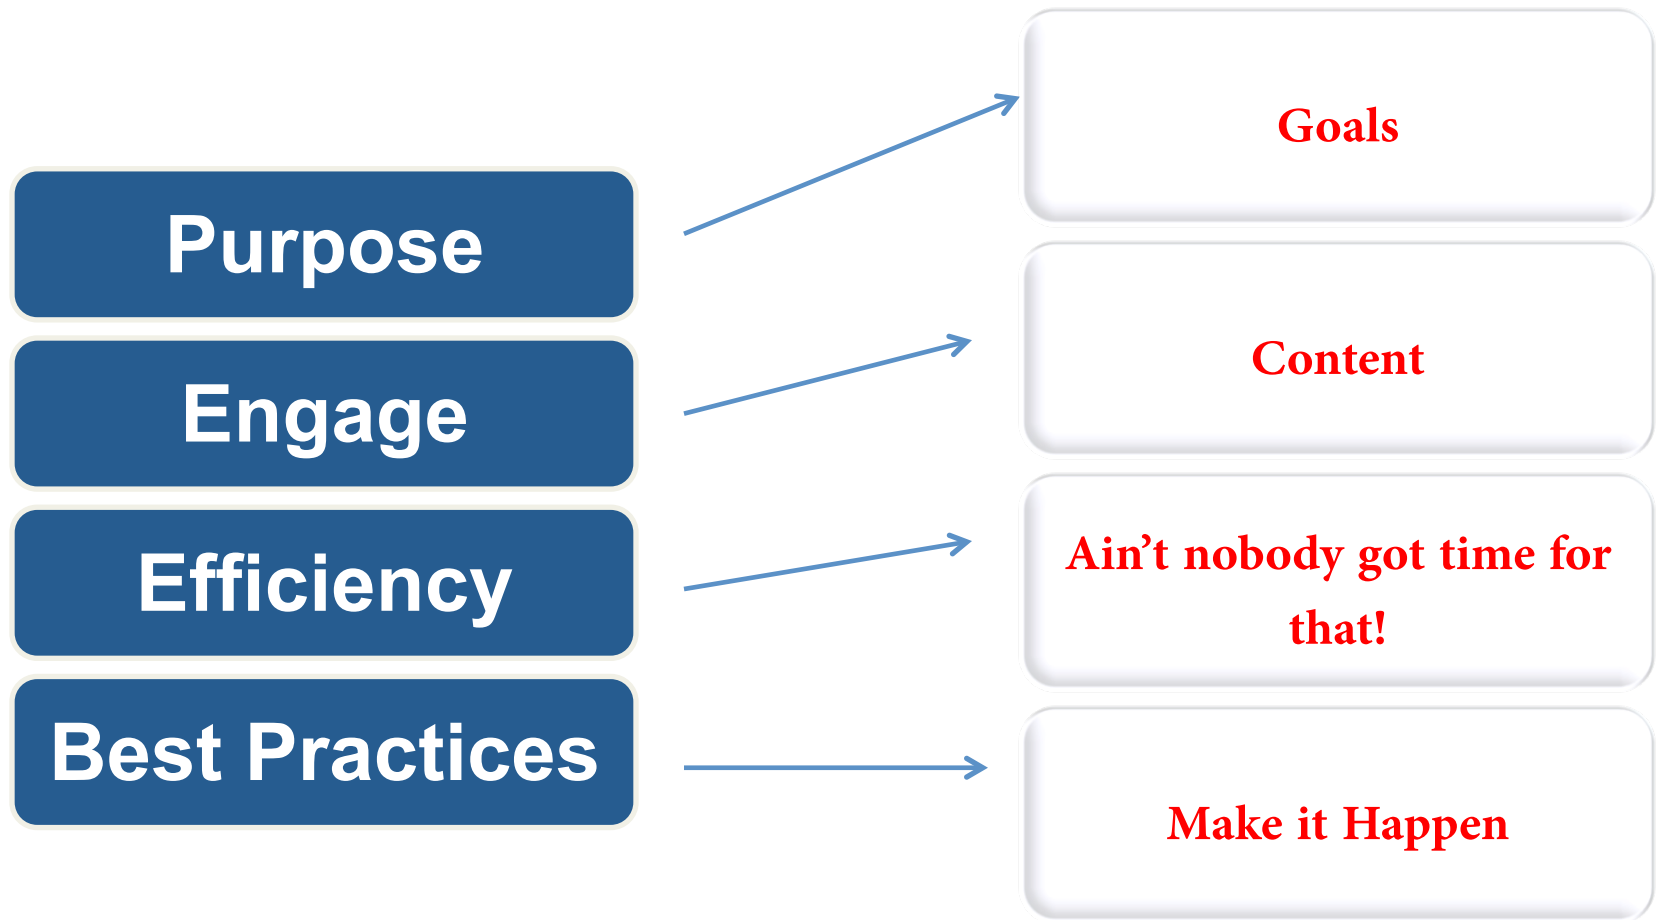 Purpose
Engage
Efficiency
Best Practices
Goals
Content
Ain’t nobody got time for
that!
Make it Happen